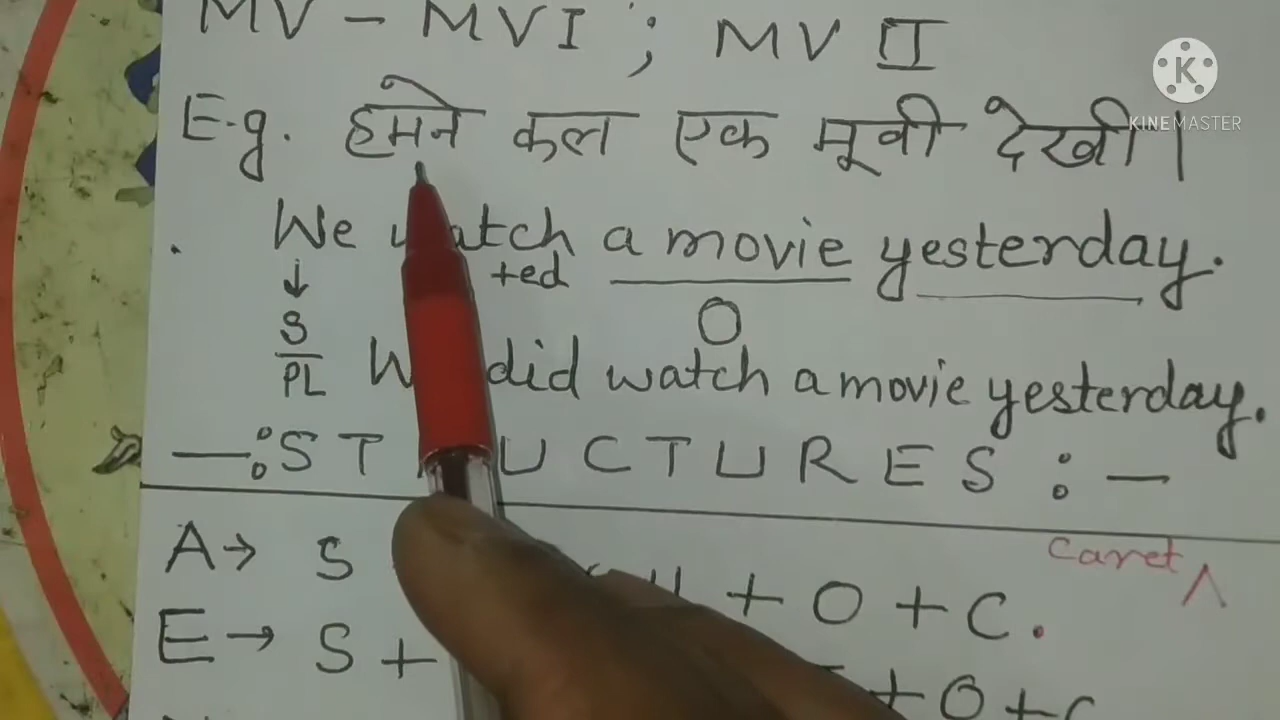 MV - MVI ; MV II
K
KINEMASTER
E.g. हमने कल एक मूवी देखी।
. We watch a movie yesterday.
↓ +ed
S O
PL did watch a movie yesterday.
—: STRUCTURES :—
Caret ^
A→ S + O + C.
E→ S + + O + C